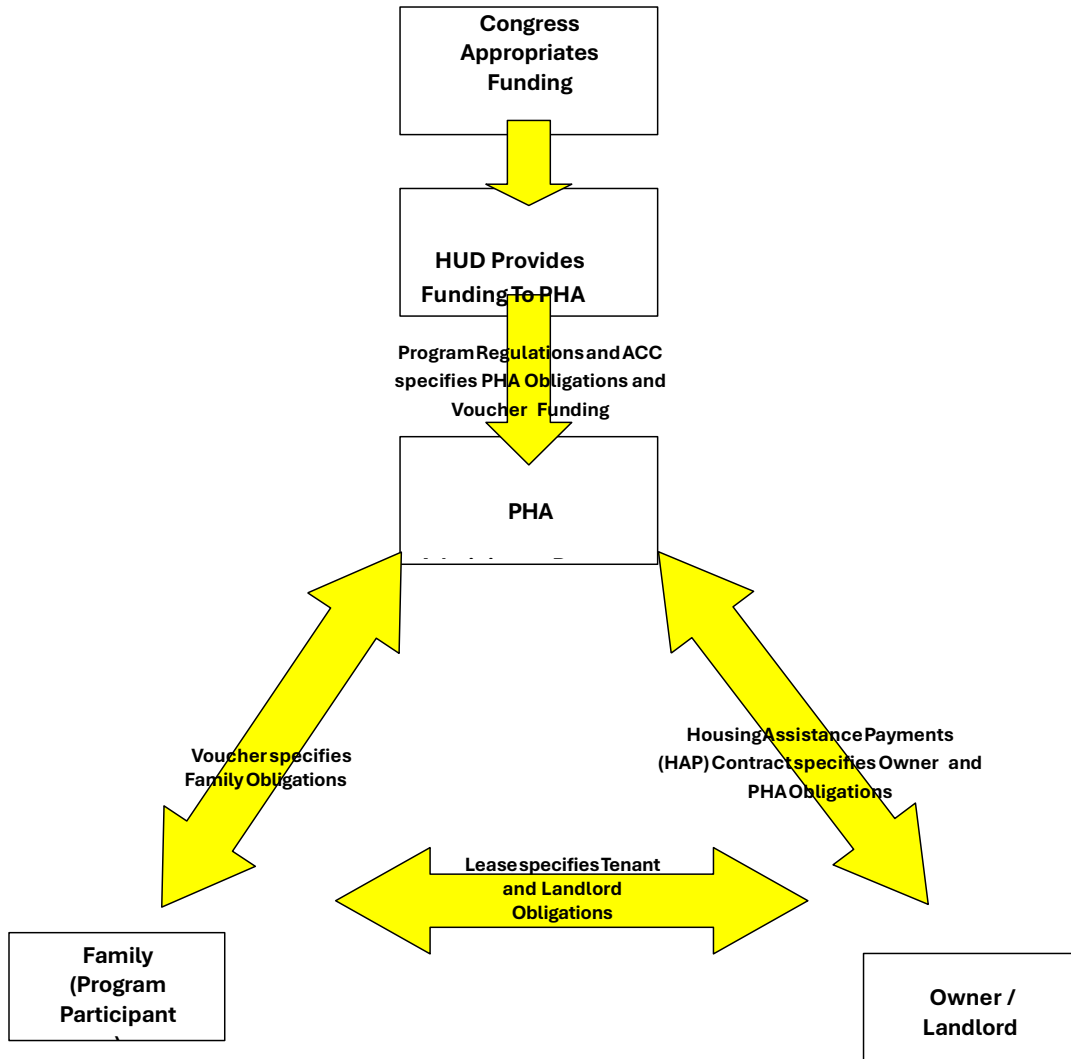 Congress
Appropriates
Funding
HUD Provides
Funding To PHA
Program Regulations and ACC
specifies PHA Obligations and
Voucher Funding
PHA
Voucher specifies
Family Obligations
Housing Assistance Payments
(HAP) Contract specifies Owner and
PHA Obligations
Lease specifies Tenant
and Landlord
Obligations
Family
(Program
Participant
Owner /
Landlord